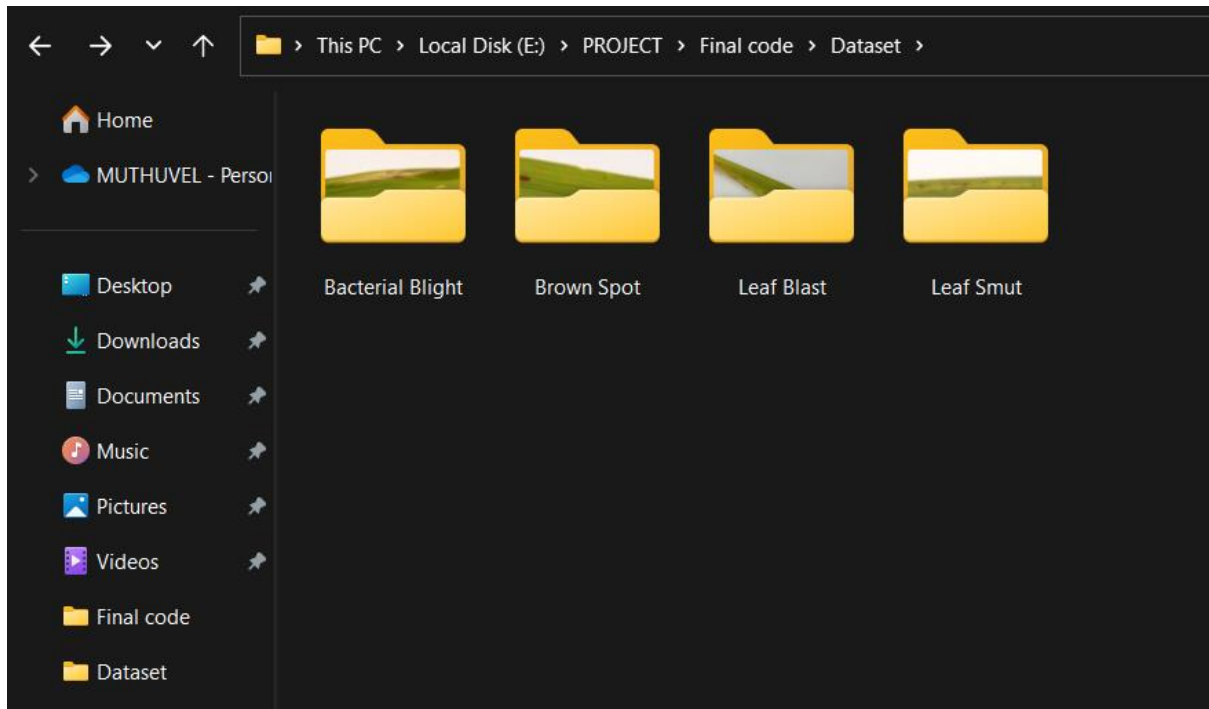 This PC > Local Disk (E:) > PROJECT > Final code > Dataset >
Home
MUTHUVEL - Person
Desktop
Downloads
Documents
Music
Pictures
Videos
Final code
Dataset
Bacterial Blight Brown Spot Leaf Blast Leaf Smut